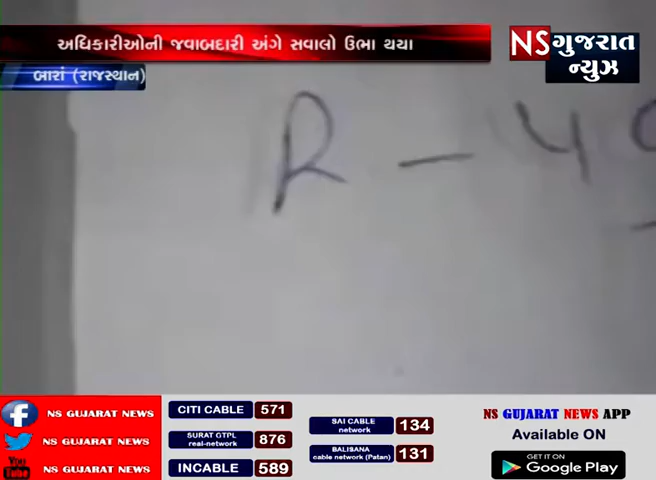 અધિકારીઓની જવાબદારી અંગે સવાલો ઉભા થયા
NS ગુજરાત
ન્યુઝ
બારાં (રાજસ્થાન)
R - 4
NS GUJARAT NEWS
NS GUJARAT NEWS
You Tube NS GUJARAT NEWS
CITI CABLE 571
SURAT GTPL
real-network 876
INCABLE 589
SAI CABLE
network 134
BALISANA
cable network (Patan) 131
NS GUJARAT NEWS APP
Available ON
GET IT ON
Google Play